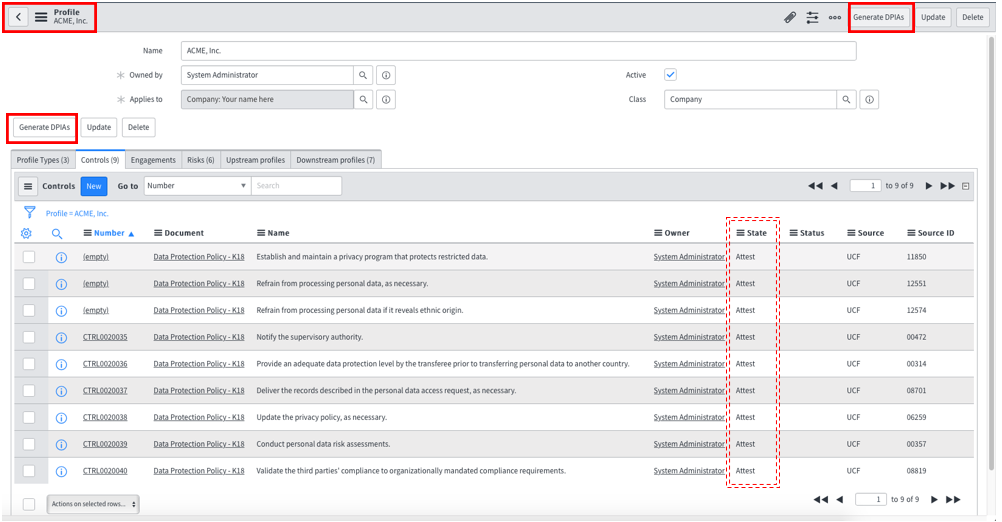 Profile
ACME, Inc.
Generate DPIAs Update Delete
Name ACME, Inc.
Owned by System Administrator Active
Applies to Company: Your name here Class Company
Generate DPIAs Update Delete
Profile Types (3) Controls (9) Engagements Risks (6) Upstream profiles Downstream profiles (7)
Controls New Go to Number Search 1 to 9 of 9
Profile = ACME, Inc.
Number Document Name Owner State Status Source Source ID
(empty) Data Protection Policy - K18 Establish and maintain a privacy program that protects restricted data. System Administrator Attest UCF 11850
(empty) Data Protection Policy - K18 Refrain from processing personal data, as necessary. System Administrator Attest UCF 12551
(empty) Data Protection Policy - K18 Refrain from processing personal data if it reveals ethnic origin. System Administrator Attest UCF 12574
CTRL0020035 Data Protection Policy - K18 Notify the supervisory authority. System Administrator Attest UCF 00472
CTRL0020036 Data Protection Policy - K18 Provide an adequate data protection level by the transferee prior to transferring personal data to another country. System Administrator Attest UCF 00314
CTRL0020037 Data Protection Policy - K18 Deliver the records described in the personal data access request, as necessary. System Administrator Attest UCF 08701
CTRL0020038 Data Protection Policy - K18 Update the privacy policy, as necessary. System Administrator Attest UCF 06259
CTRL0020039 Data Protection Policy - K18 Conduct personal data risk assessments. System Administrator Attest UCF 00357
CTRL0020040 Data Protection Policy - K18 Validate the third parties' compliance to organizationally mandated compliance requirements. System Administrator Attest UCF 08819
Actions on selected rows... 1 to 9 of 9